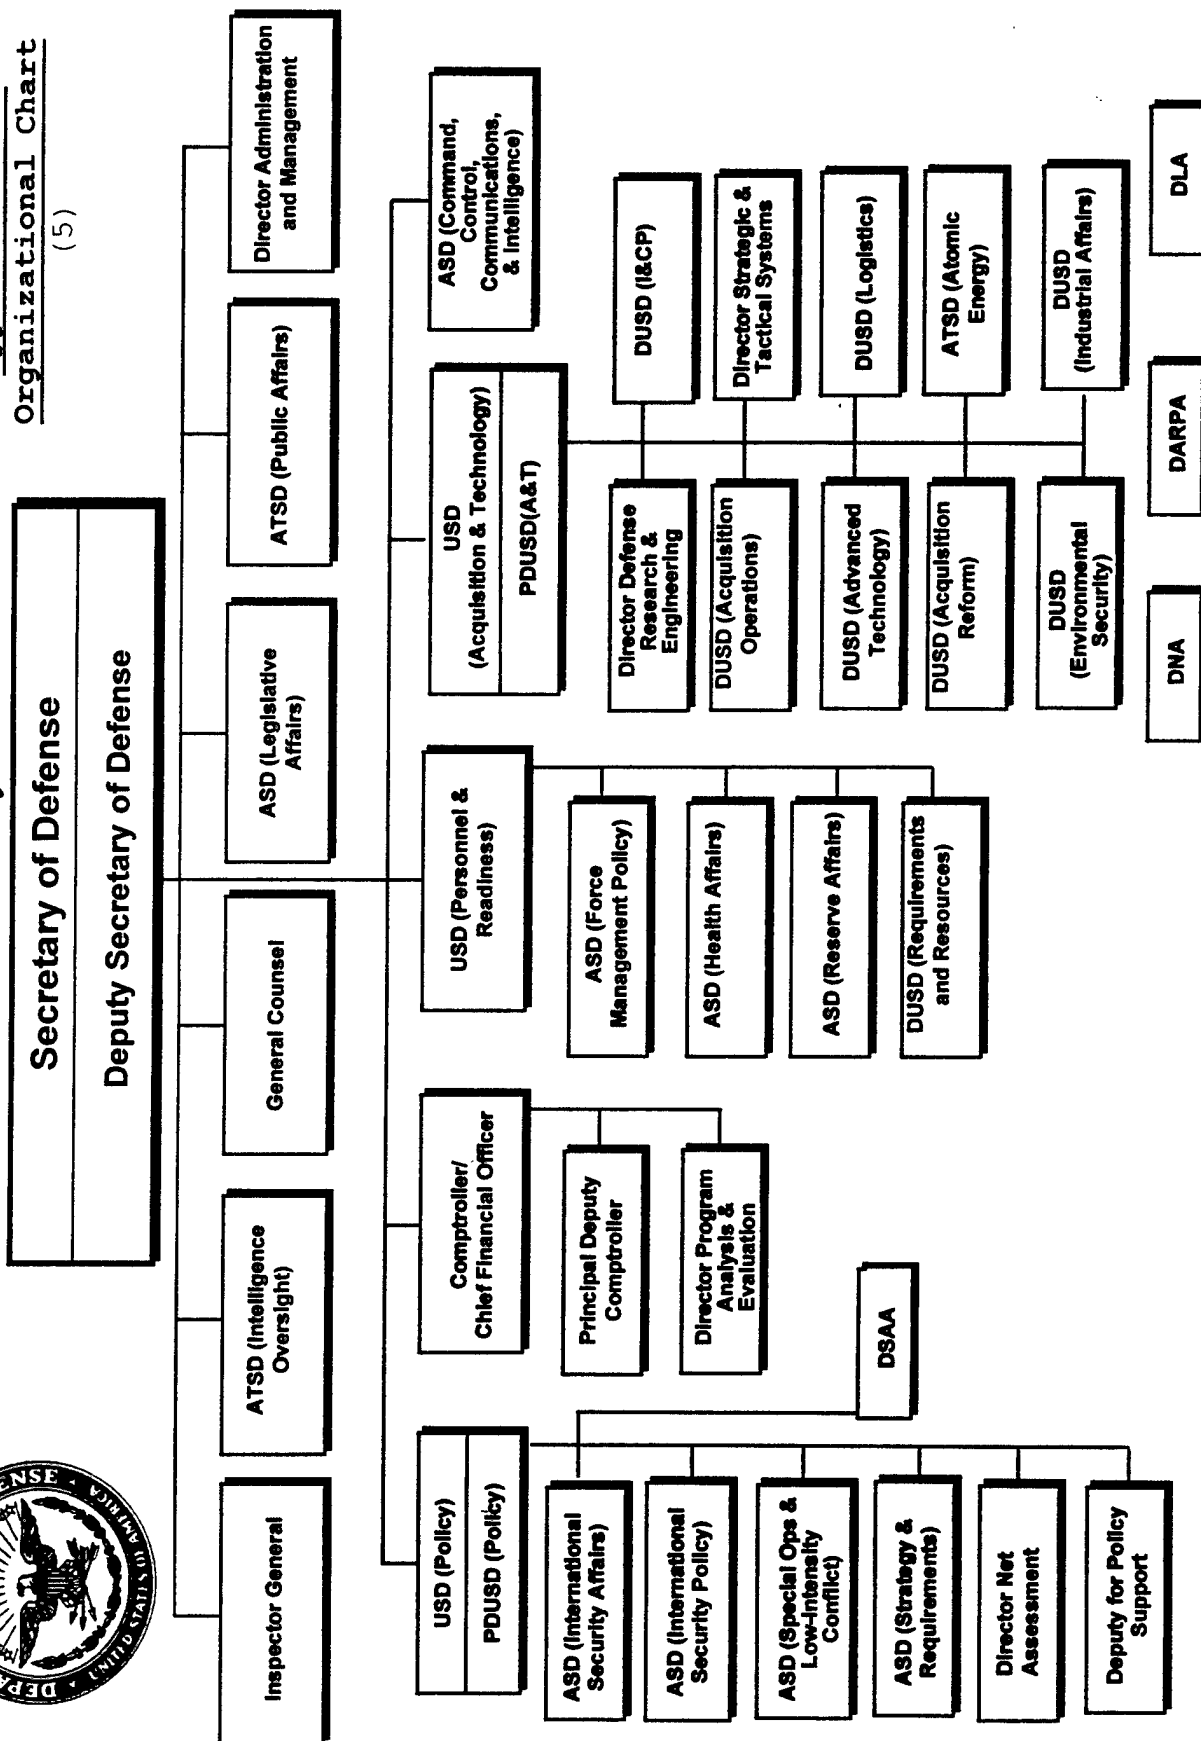 Organizational Chart
(5)
Secretary of Defense
Deputy Secretary of Defense
Inspector General
ATSD (Intelligence
Oversight)
General Counsel
ASD (Legislative
Affairs)
ATSD (Public Affairs)
Director Administration
and Management
USD (Policy)
PDUSD (Policy)
Comptroller/
Chief Financial Officer
USD (Personnel &
Readiness)
USD
(Acquisition & Technology)
PDUSD(A&T)
ASD (Command,
Control,
Communications,
& Intelligence)
ASD (International
Security Affairs)
ASD (International
Security Policy)
ASD (Special Ops &
Low-Intensity
Conflict)
ASD (Strategy &
Requirements)
Director Net
Assessment
Deputy for Policy
Support
DSAA
Principal Deputy
Comptroller
Director Program
Analysis &
Evaluation
ASD (Force
Management Policy)
ASD (Health Affairs)
ASD (Reserve Affairs)
DUSD (Requirements
and Resources)
Director Defense
Research &
Engineering
DUSD (I&CP)
DUSD (Acquisition
Operations)
Director Strategic &
Tactical Systems
DUSD (Advanced
Technology)
DUSD (Logistics)
DUSD (Acquisition
Reform)
ATSD (Atomic
Energy)
DUSD
(Environmental
Security)
DUSD
(Industrial Affairs)
DNA
DARPA
DLA